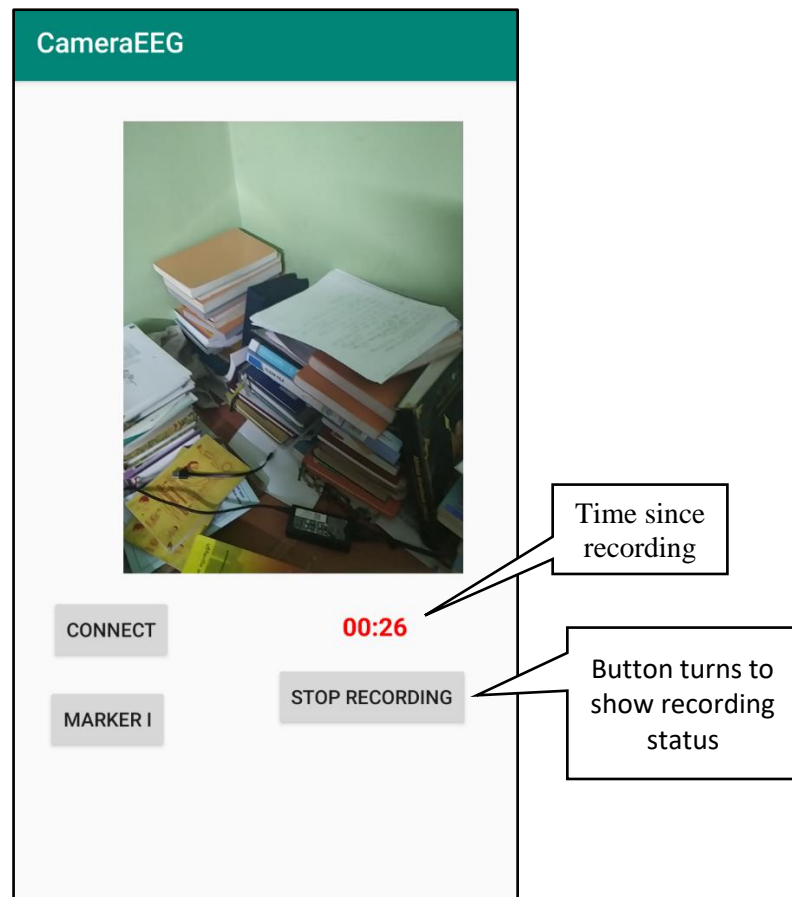 CameraEEG
CONNECT
00:26
MARKER I
STOP RECORDING
Time since
recording
Button turns to
show recording
status